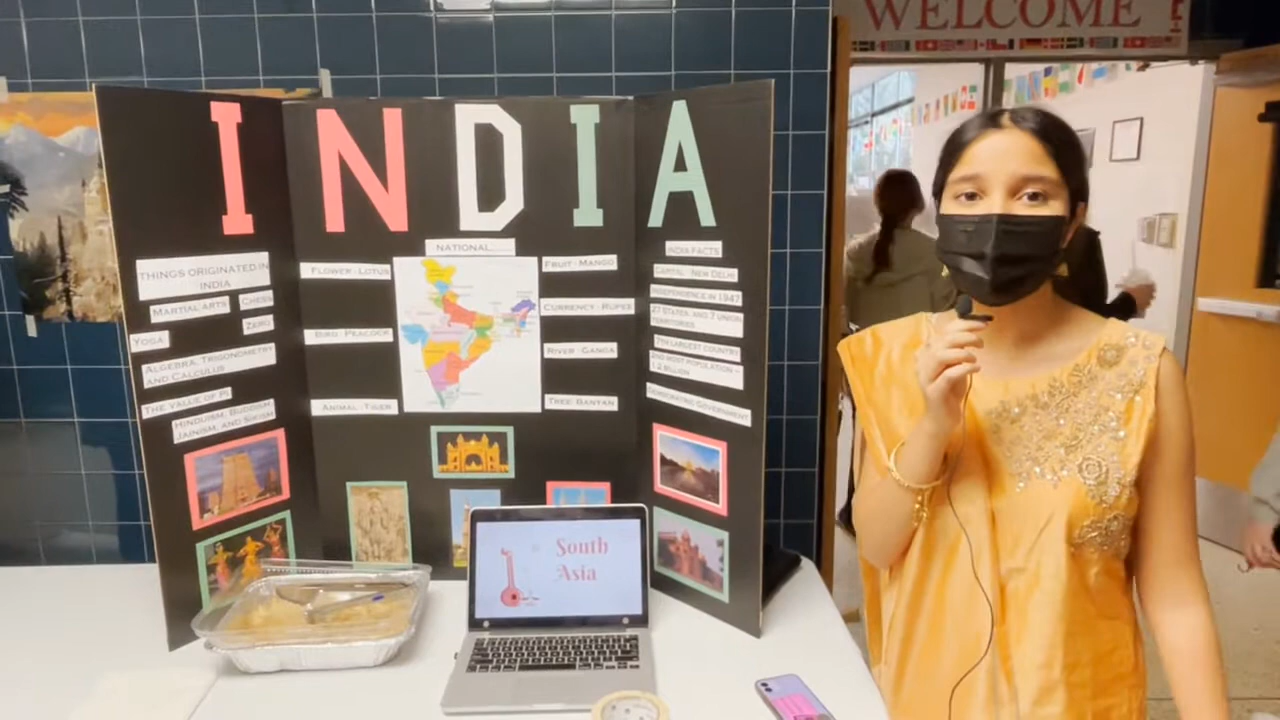 WELCOME
INDIA
THINGS ORIGINATED IN
INDIA
MARTIAL ARTS
CHESS
ZERO
YOGA
ALGEBRA, TRIGONOMETRY
AND CALCULUS
THE VALUE OF PI
HINDUISM, BUDDISM
JAINISM, AND SIKISM
NATIONAL...
FLOWER - LOTUS
BIRD - PEACOCK
ANIMAL - TIGER
FRUIT - MANGO
CURRENCY - RUPEE
RIVER - GANGA
TREE BANYAN
INDIA FACTS
CAPITAL - NEW DELHI
INDEPENDENCE IN 1947
27 STATES AND 7 UNION
TERRITORIES
7TH LARGEST COUNTRY
2ND MOST POPULATION -
1.2 BILLION
DEMOCRATING GOVERNMENT
South
Asia